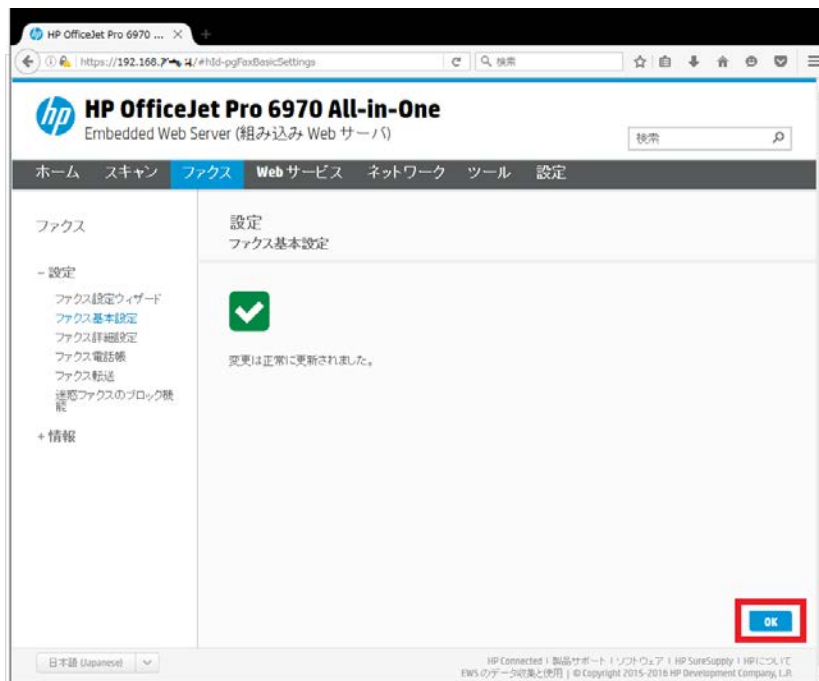 HP OfficeJet Pro 6970 ...
https://192.168.
/#hId-pgFaxBasicSettings
検索
hp
HP OfficeJet Pro 6970 All-in-One
Embedded Web Server (組み込み Web サーバ)
検索
ホーム スキャン ファクス Webサービス ネットワーク ツール 設定
ファクス
設定
ファクス基本設定
- 設定
ファクス設定ウィザード
ファクス基本設定
ファクス詳細設定
ファクス電話帳
ファクス転送
迷惑ファクスのブロック機
能
変更は正常に更新されました。
+ 情報
OK
日本語 (Japanese)
HP Connected | 製品サポート | ソフトウェア | HP SureSupply | HPについて
EWS のデータ収集と使用 | © Copyright 2015-2016 HP Development Company, L.P.